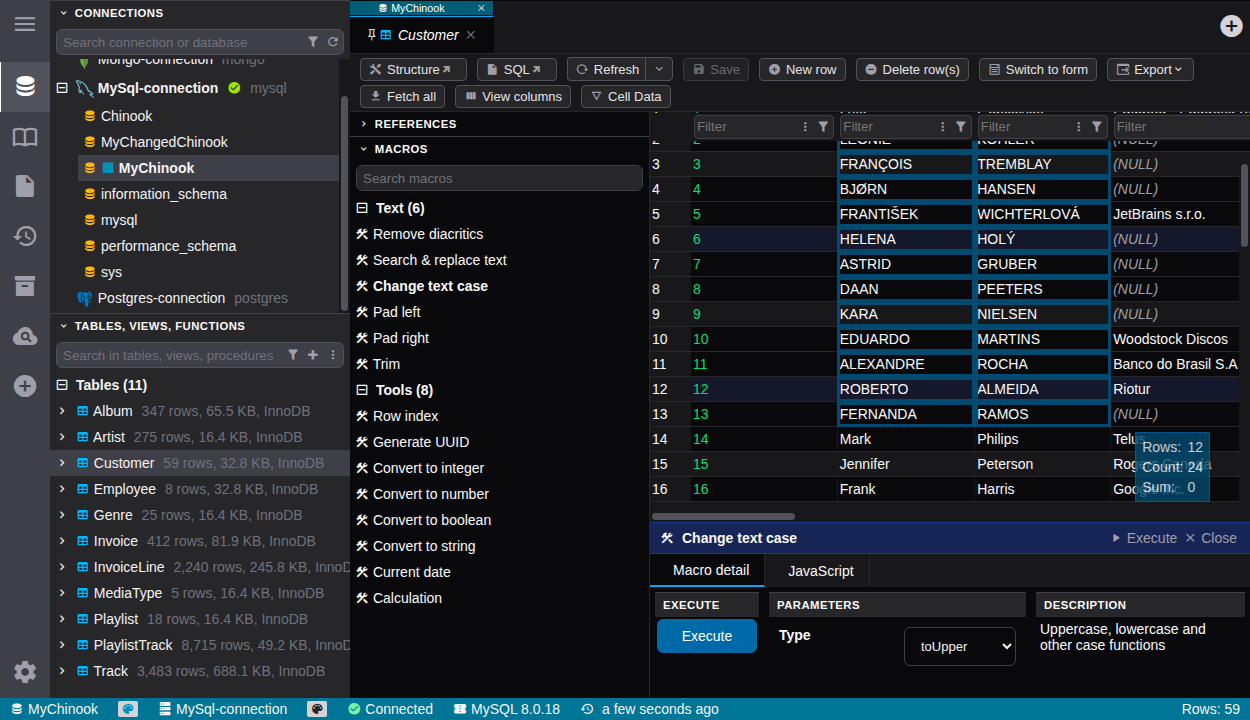 CONNECTIONS
Search connection or database
Mongo-connection mongo
MySql-connection mysql
Chinook
MyChangedChinook
MyChinook
information_schema
mysql
performance_schema
sys
Postgres-connection postgres
TABLES, VIEWS, FUNCTIONS
Search in tables, views, procedures
Tables (11)
Album 347 rows, 65.5 KB, InnoDB
Artist 275 rows, 16.4 KB, InnoDB
Customer 59 rows, 32.8 KB, InnoDB
Employee 8 rows, 32.8 KB, InnoDB
Genre 25 rows, 16.4 KB, InnoDB
Invoice 412 rows, 81.9 KB, InnoDB
InvoiceLine 2,240 rows, 245.8 KB, InnoD
MediaType 5 rows, 16.4 KB, InnoDB
Playlist 18 rows, 16.4 KB, InnoDB
PlaylistTrack 8,715 rows, 49.2 KB, InnoD
Track 3,483 rows, 688.1 KB, InnoDB
MyChinook
Customer
Structure SQL Refresh Save New row Delete row(s) Switch to form Export
Fetch all View columns Cell Data
REFERENCES
MACROS
Search macros
Text (6)
Remove diacritics
Search & replace text
Change text case
Pad left
Pad right
Trim
Tools (8)
Row index
Generate UUID
Convert to integer
Convert to number
Convert to boolean
Convert to string
Current date
Calculation
Filter Filter Filter Filter
2 2 LEONIE KÖHLER (NULL)
3 3 FRANÇOIS TREMBLAY (NULL)
4 4 BJØRN HANSEN (NULL)
5 5 FRANTIŠEK WICHTERLOVÁ JetBrains s.r.o.
6 6 HELENA HOLÝ (NULL)
7 7 ASTRID GRUBER (NULL)
8 8 DAAN PEETERS (NULL)
9 9 KARA NIELSEN (NULL)
10 10 EDUARDO MARTINS Woodstock Discos
11 11 ALEXANDRE ROCHA Banco do Brasil S.A
12 12 ROBERTO ALMEIDA Riotur
13 13 FERNANDA RAMOS (NULL)
14 14 Mark Philips Telus
15 15 Jennifer Peterson Rogers Canada
16 16 Frank Harris Google Inc.
Rows: 12
Count: 24
Sum: 0
Change text case Execute Close
Macro detail JavaScript
EXECUTE PARAMETERS DESCRIPTION
Execute Type toUpper
Uppercase, lowercase and
other case functions
MyChinook MySql-connection Connected MySQL 8.0.18 a few seconds ago Rows: 59